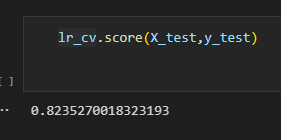 lr_cv.score(X_test,y_test)
[ ]
0.8235270018323193